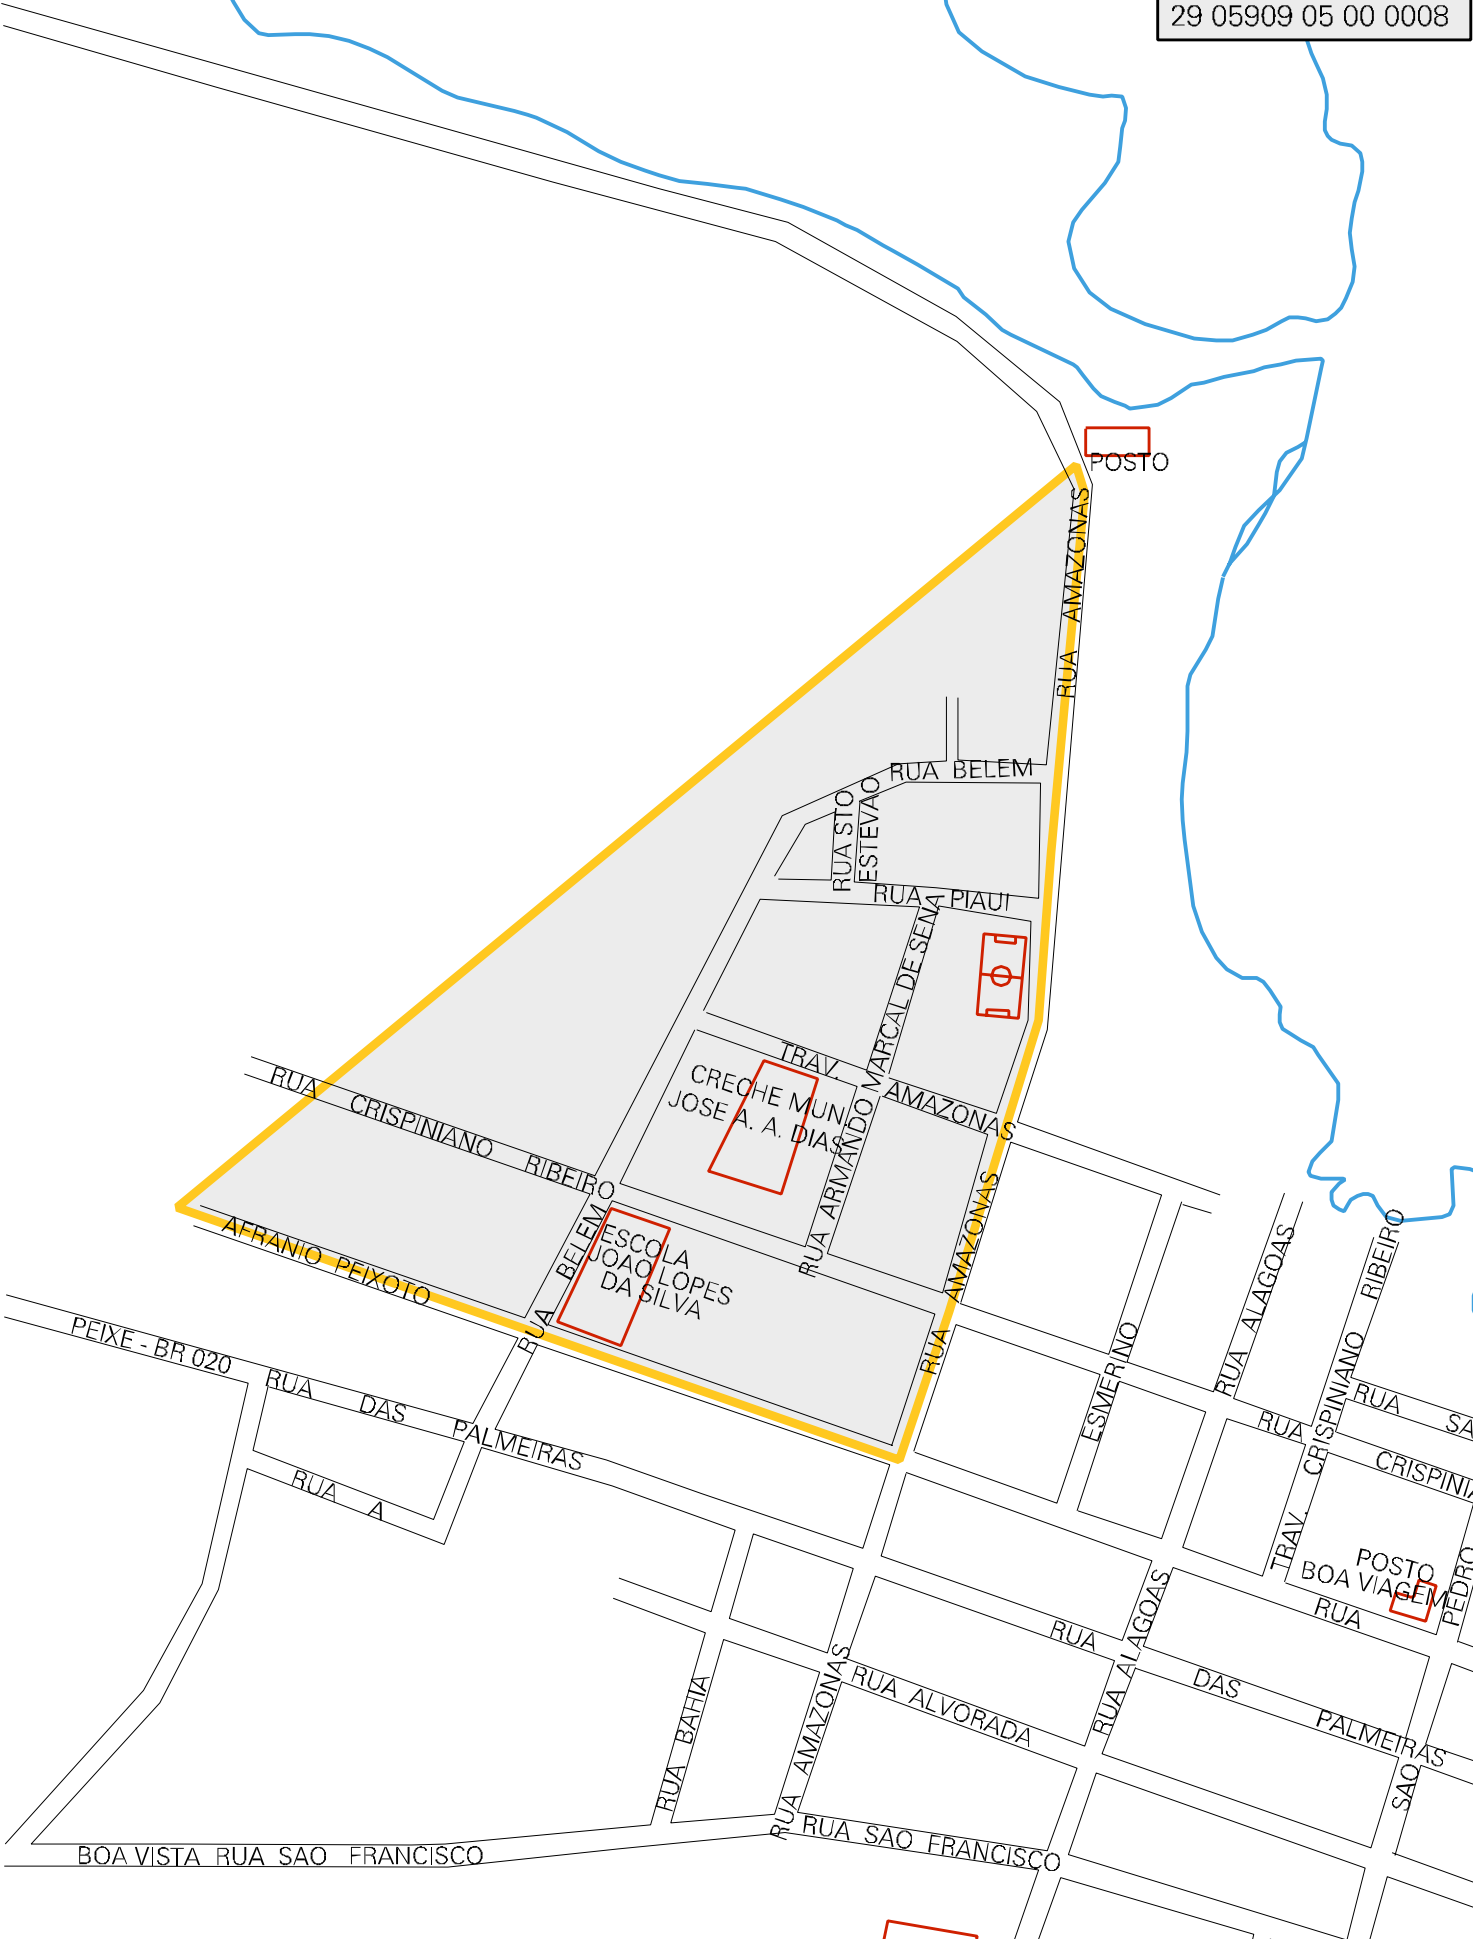 29 05909 05 00 0008
POSTO
RUA AMAZONAS
RUA BELEM
RUA STO
ESTEVAO
RUA PIAUI
RUA ARMANDO MARCAL DE SENA
TRAV. AMAZONAS
CRECHE MUN.
JOSE A. A. DIAS
RUA CRISPINIANO RIBEIRO
RUA BELEM
ESCOLA
JOAO LOPES
DA SILVA
AFRANIO PEIXOTO
RUA AMAZONAS
PEIXE - BR 020
RUA DAS PALMEIRAS
RUA A
ESMERINO
RUA ALAGOAS
TRAV. CRISPINIANO RIBEIRO
RUA SA
RUA CRISPINIA
POSTO
BOA VIAGEM
PEDRO
RUA
RUA ALAGOAS
RUA DAS PALMEIRAS
SAO
RUA ALVORADA
RUA BAHIA
RUA AMAZONAS
RUA SAO FRANCISCO
BOA VISTA RUA SAO FRANCISCO